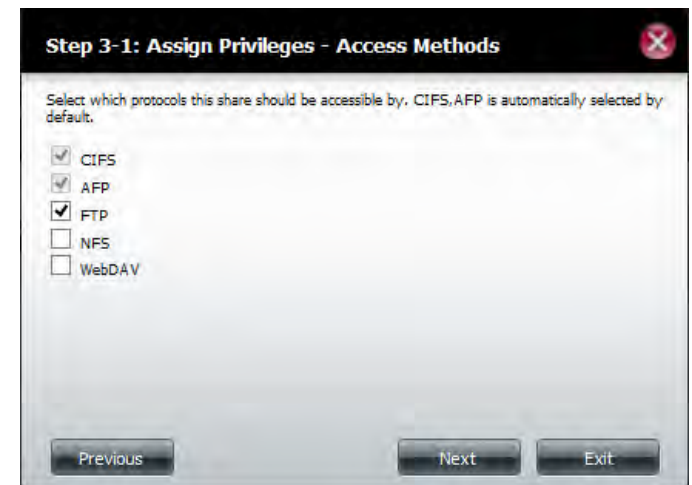 Step 3-1: Assign Privileges - Access Methods
Select which protocols this share should be accessible by. CIFS,AFP is automatically selected by
default.
CIFS
AFP
FTP
NFS
WebDAV
Previous
Next
Exit